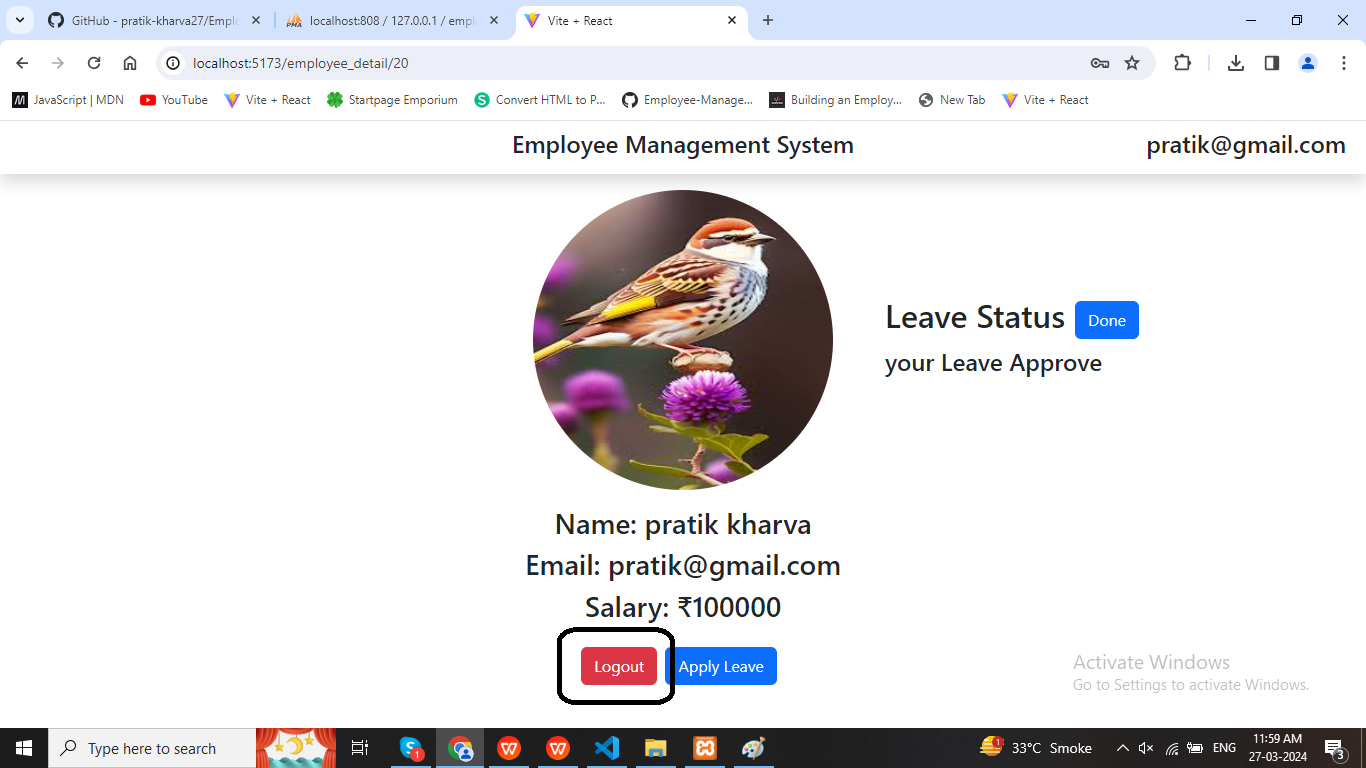 GitHub - pratik-kharva27/Emplo
localhost:808 / 127.0.0.1 / empl
Vite + React
localhost:5173/employee_detail/20
JavaScript | MDN
YouTube
Vite + React
Startpage Emporium
Convert HTML to P...
Employee-Manage...
Building an Employ...
New Tab
Vite + React
Employee Management System
pratik@gmail.com
Leave Status
Done
your Leave Approve
Name: pratik kharva
Email: pratik@gmail.com
Salary: ₹100000
Logout
Apply Leave
Activate Windows
Go to Settings to activate Windows.
Type here to search
33°C Smoke
ENG
11:59 AM
27-03-2024